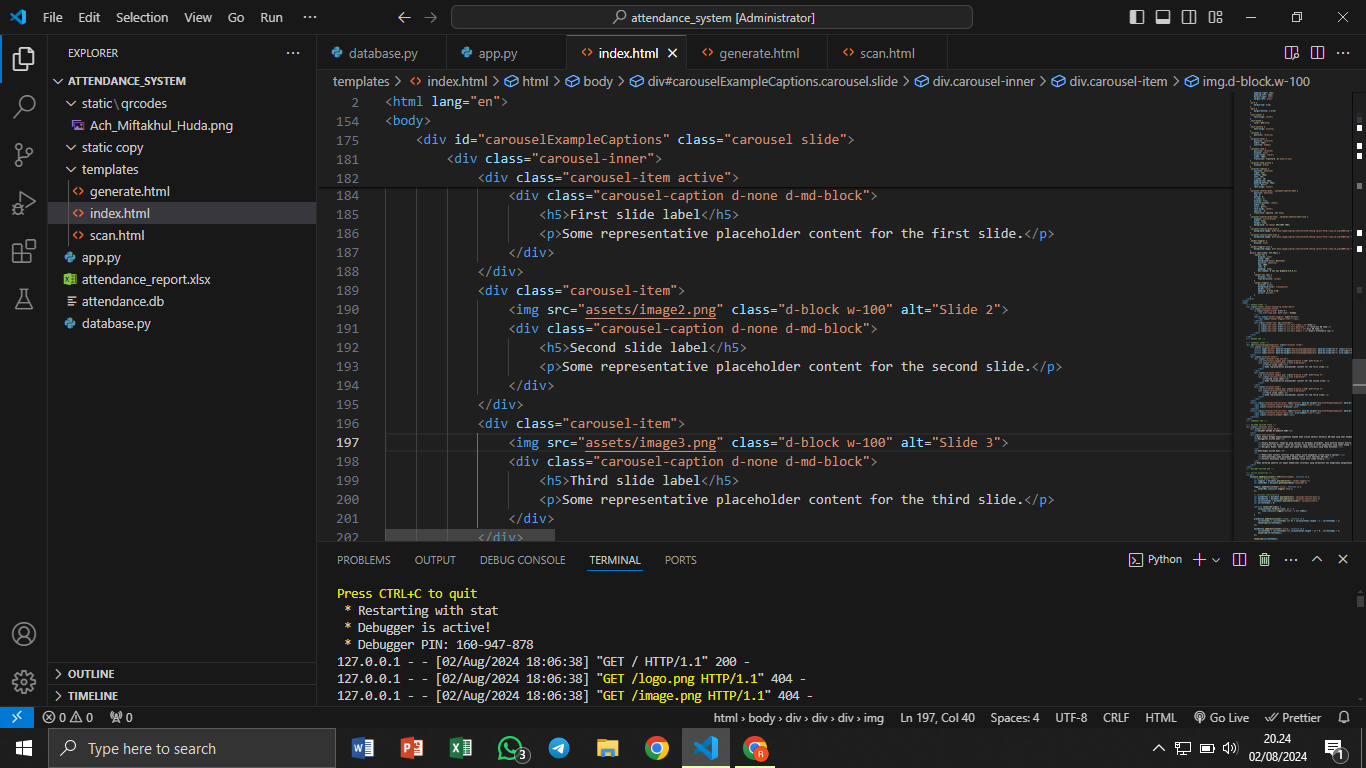 File Edit Selection View Go Run ··· attendance_system [Administrator]
EXPLORER ···
ATTENDANCE_SYSTEM
static\qrcodes
Ach_Miftakhul_Huda.png
static copy
templates
generate.html
index.html
scan.html
app.py
attendance_report.xlsx
attendance.db
database.py
OUTLINE
TIMELINE
database.py app.py index.html generate.html scan.html
templates > index.html > html > body > div#carouselExampleCaptions.carousel.slide > div.carousel-inner > div.carousel-item > img.d-block.w-100
2 <html lang="en">
154 <body>
175 <div id="carouselExampleCaptions" class="carousel slide">
181 <div class="carousel-inner">
182 <div class="carousel-item active">
184 <div class="carousel-caption d-none d-md-block">
185 <h5>First slide label</h5>
186 <p>Some representative placeholder content for the first slide.</p>
187 </div>
188 </div>
189 <div class="carousel-item">
190 <img src="assets/image2.png" class="d-block w-100" alt="Slide 2">
191 <div class="carousel-caption d-none d-md-block">
192 <h5>Second slide label</h5>
193 <p>Some representative placeholder content for the second slide.</p>
194 </div>
195 </div>
196 <div class="carousel-item">
197 <img src="assets/image3.png" class="d-block w-100" alt="Slide 3">
198 <div class="carousel-caption d-none d-md-block">
199 <h5>Third slide label</h5>
200 <p>Some representative placeholder content for the third slide.</p>
201 </div>
202 </div>
PROBLEMS OUTPUT DEBUG CONSOLE TERMINAL PORTS Python
Press CTRL+C to quit
* Restarting with stat
* Debugger is active!
* Debugger PIN: 160-947-878
127.0.0.1 - - [02/Aug/2024 18:06:38] "GET / HTTP/1.1" 200 -
127.0.0.1 - - [02/Aug/2024 18:06:38] "GET /logo.png HTTP/1.1" 404 -
127.0.0.1 - - [02/Aug/2024 18:06:38] "GET /image.png HTTP/1.1" 404 -
0 0 0 html › body › div › div › div › img Ln 197, Col 40 Spaces: 4 UTF-8 CRLF HTML Go Live Prettier
Type here to search
3
R
20.24
02/08/2024
1